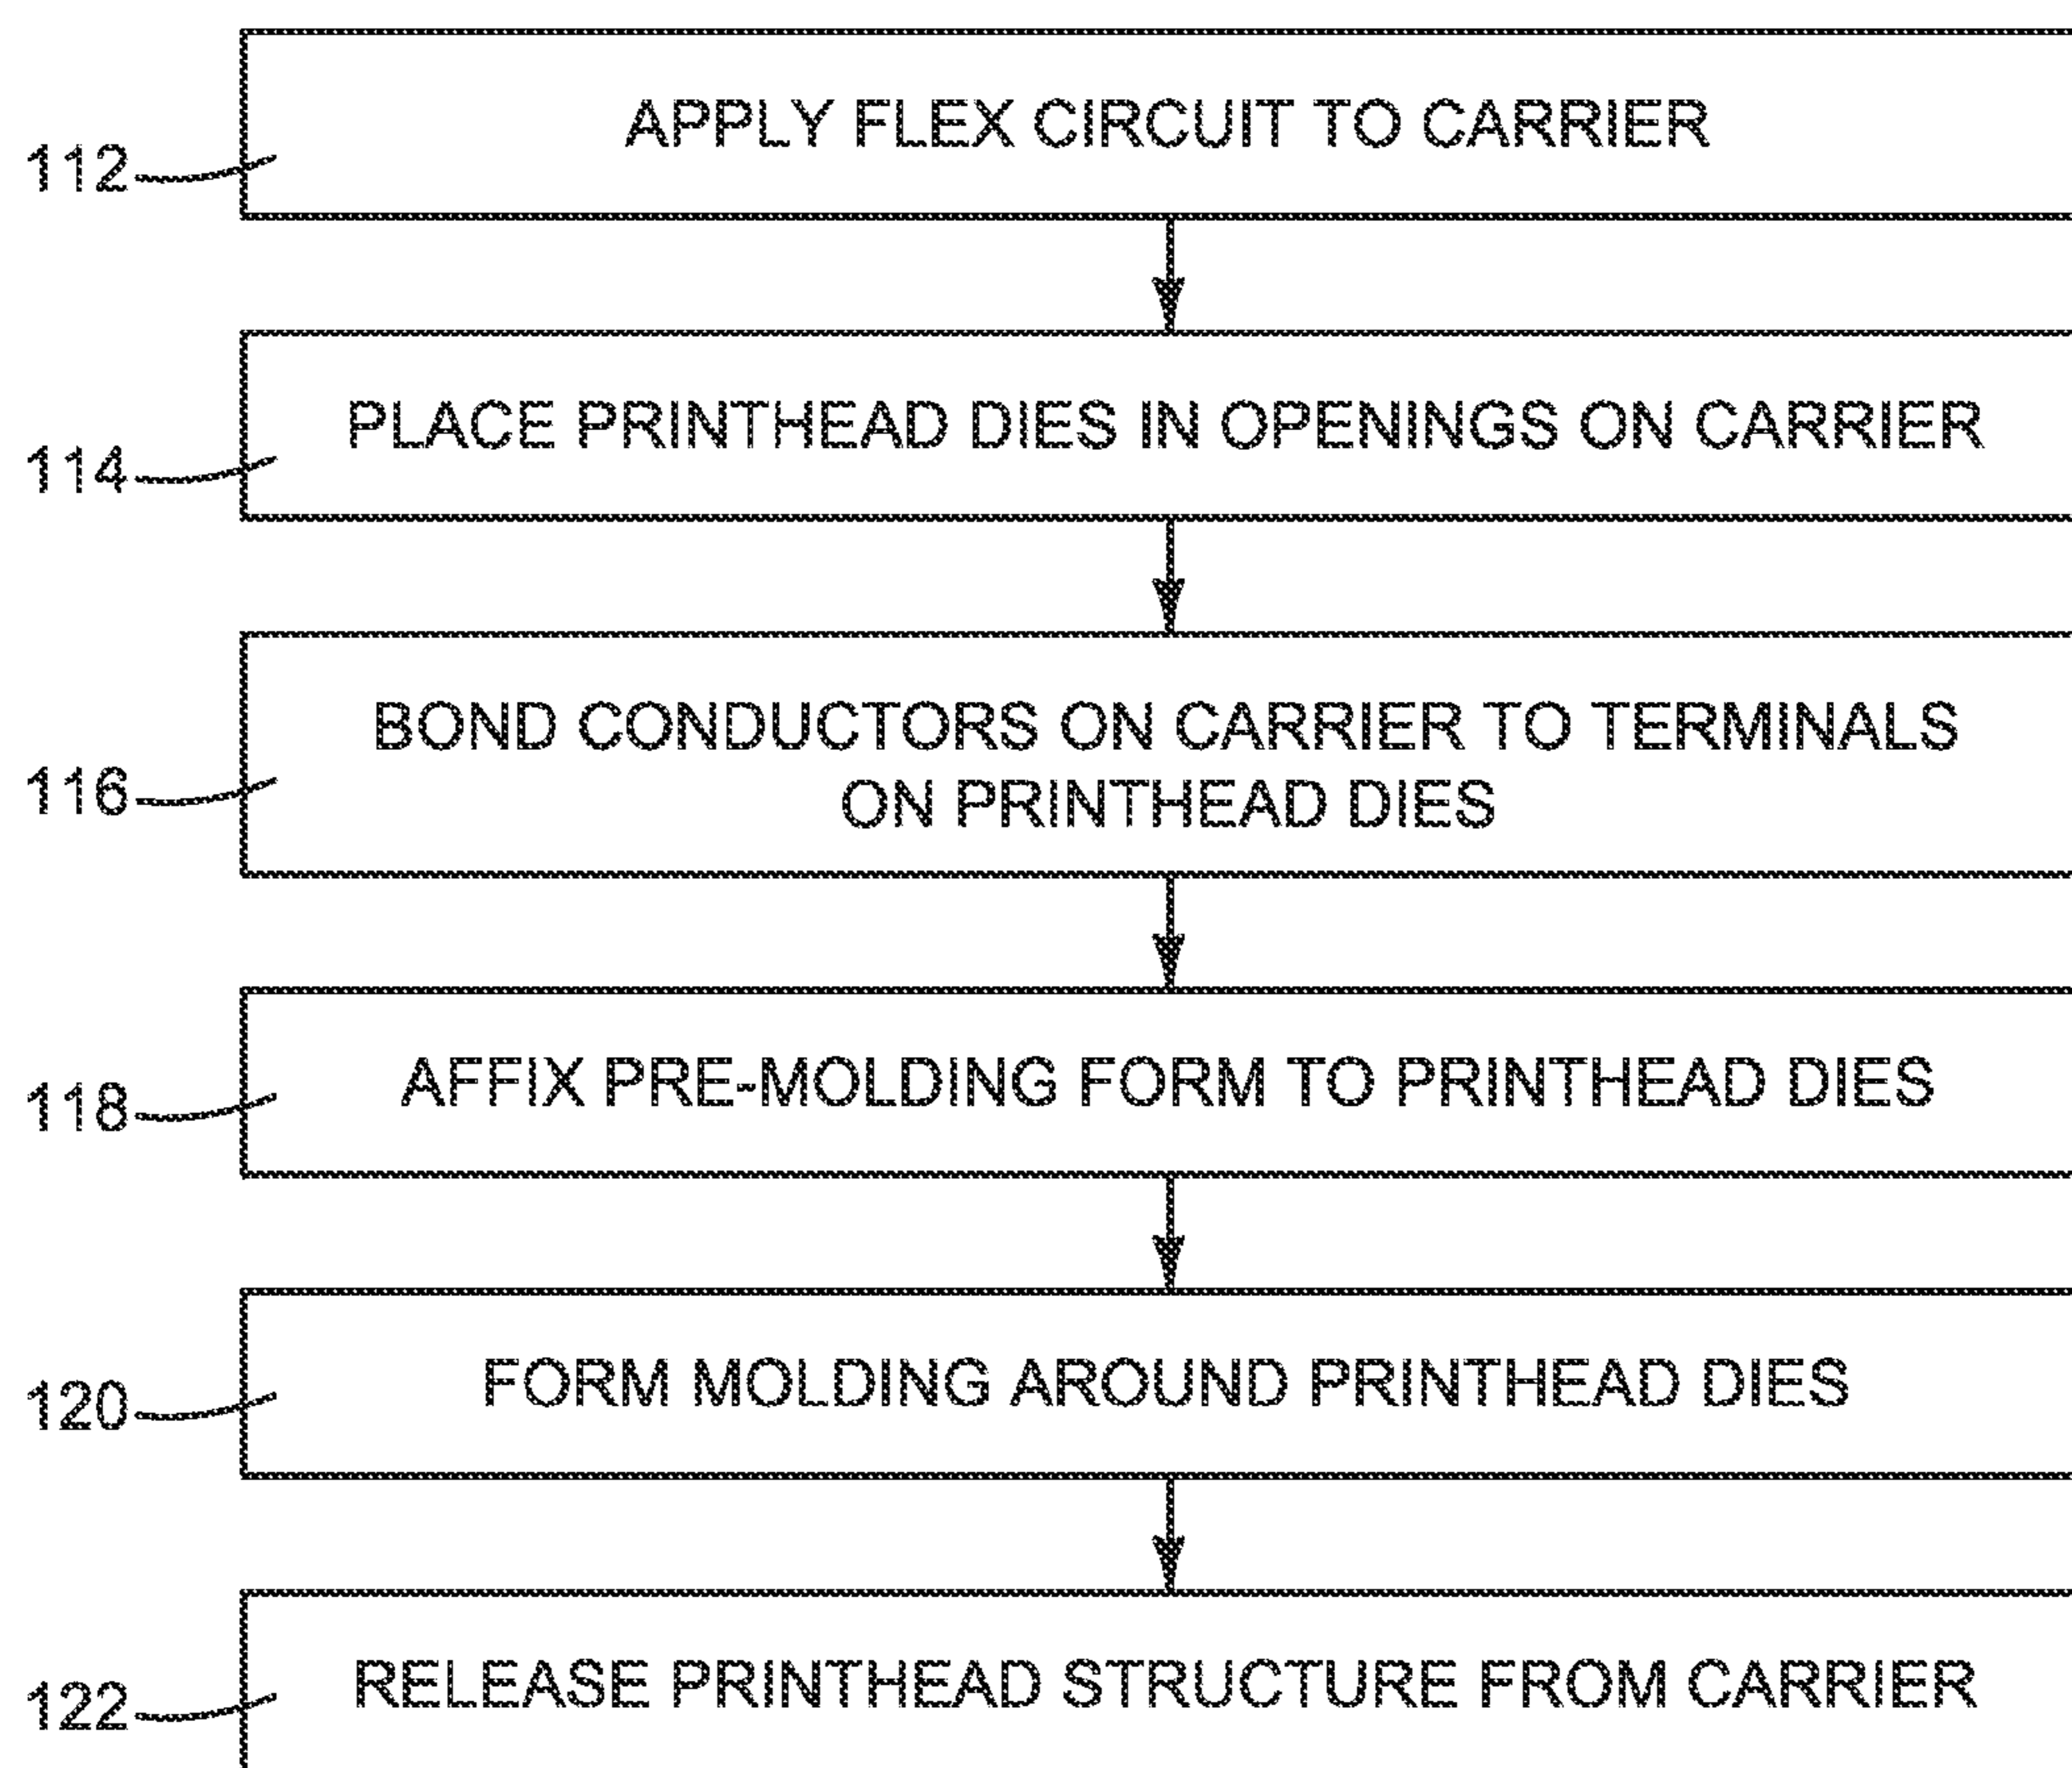 APPLY FLEX CIRCUIT TO CARRIER
112
PLACE PRINTHEAD DIES IN OPENINGS ON CARRIER
114
BOND CONDUCTORS ON CARRIER TO TERMINALS
ON PRINTHEAD DIES
116
AFFIX PRE-MOLDING FORM TO PRINTHEAD DIES
118
FORM MOLDING AROUND PRINTHEAD DIES
120
RELEASE PRINTHEAD STRUCTURE FROM CARRIER
122